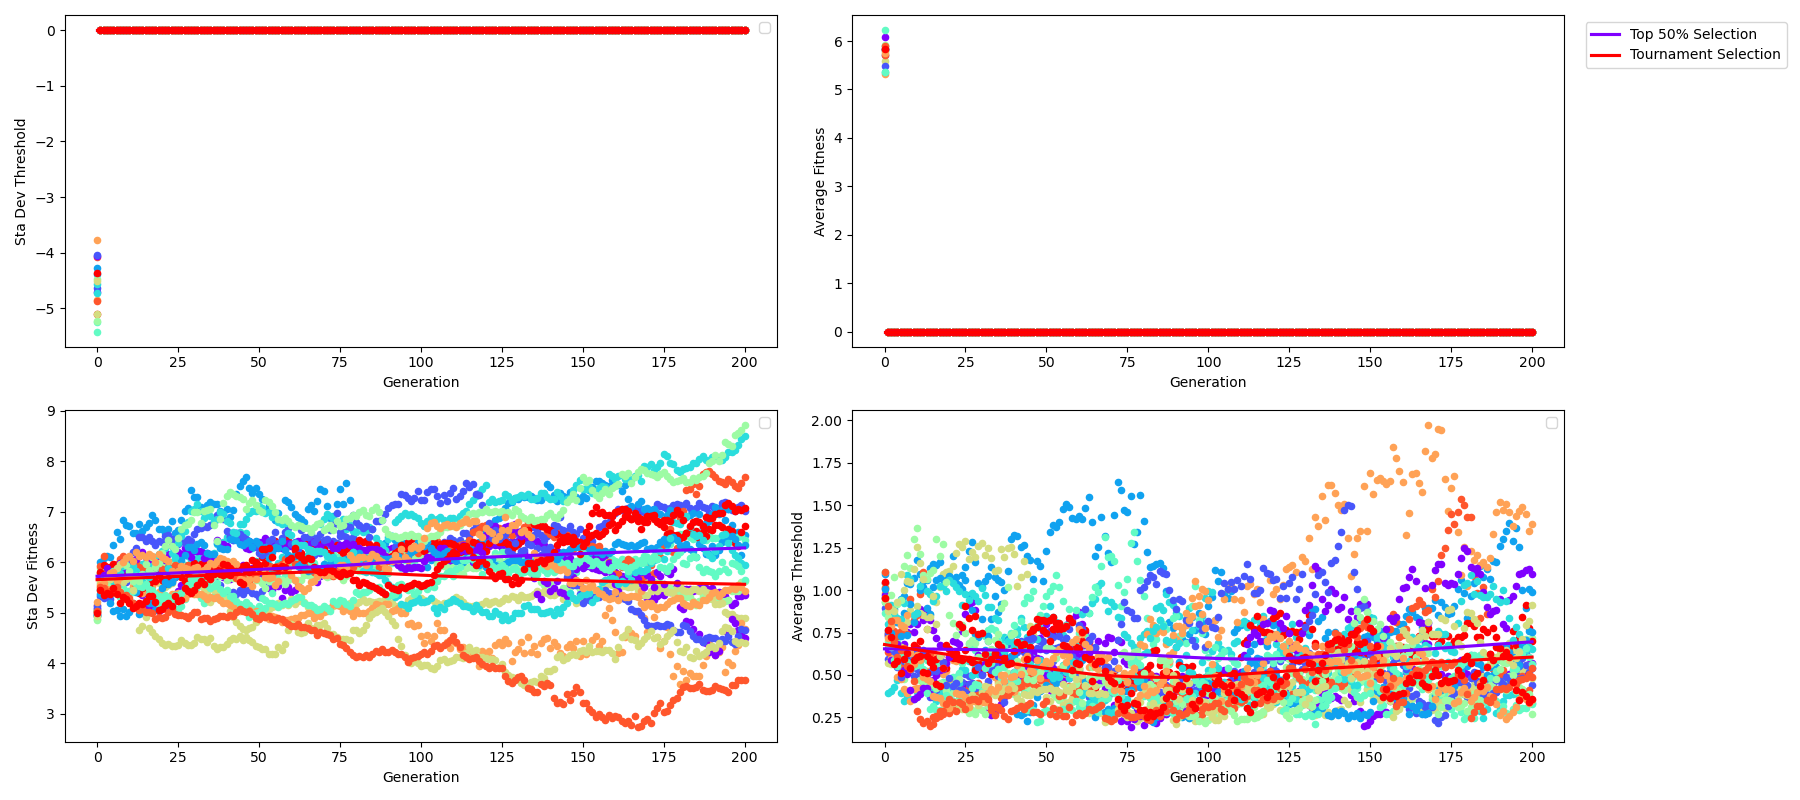 Sta Dev Threshold
0
−1
−2
−3
−4
−5
0 25 50 75 100 125 150 175 200
Generation
Average Fitness
6
5
4
3
2
1
0
0 25 50 75 100 125 150 175 200
Generation
Top 50% Selection
Tournament Selection
Sta Dev Fitness
9
8
7
6
5
4
3
0 25 50 75 100 125 150 175 200
Generation
Average Threshold
2.00
1.75
1.50
1.25
1.00
0.75
0.50
0.25
0 25 50 75 100 125 150 175 200
Generation